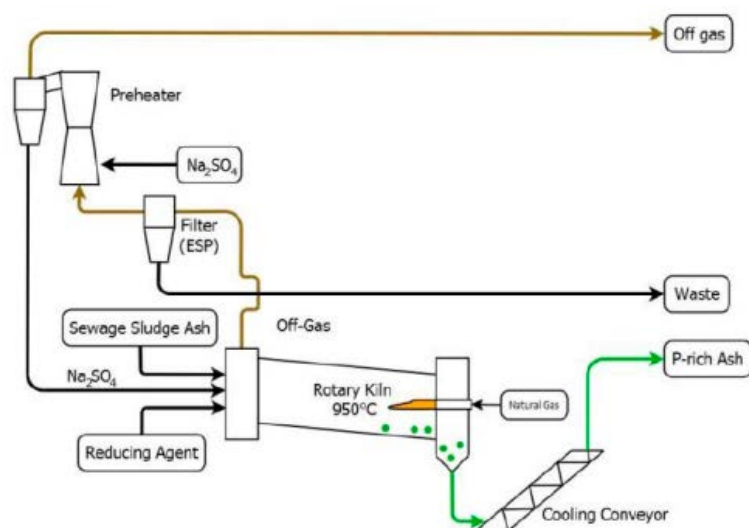 Off gas
Preheater
Na₂SO₄
Filter
(ESP)
Waste
Off-Gas
Sewage Sludge Ash
P-rich Ash
Na₂SO₄
Rotary Kiln
950°C
Natural Gas
Reducing Agent
Cooling Conveyor